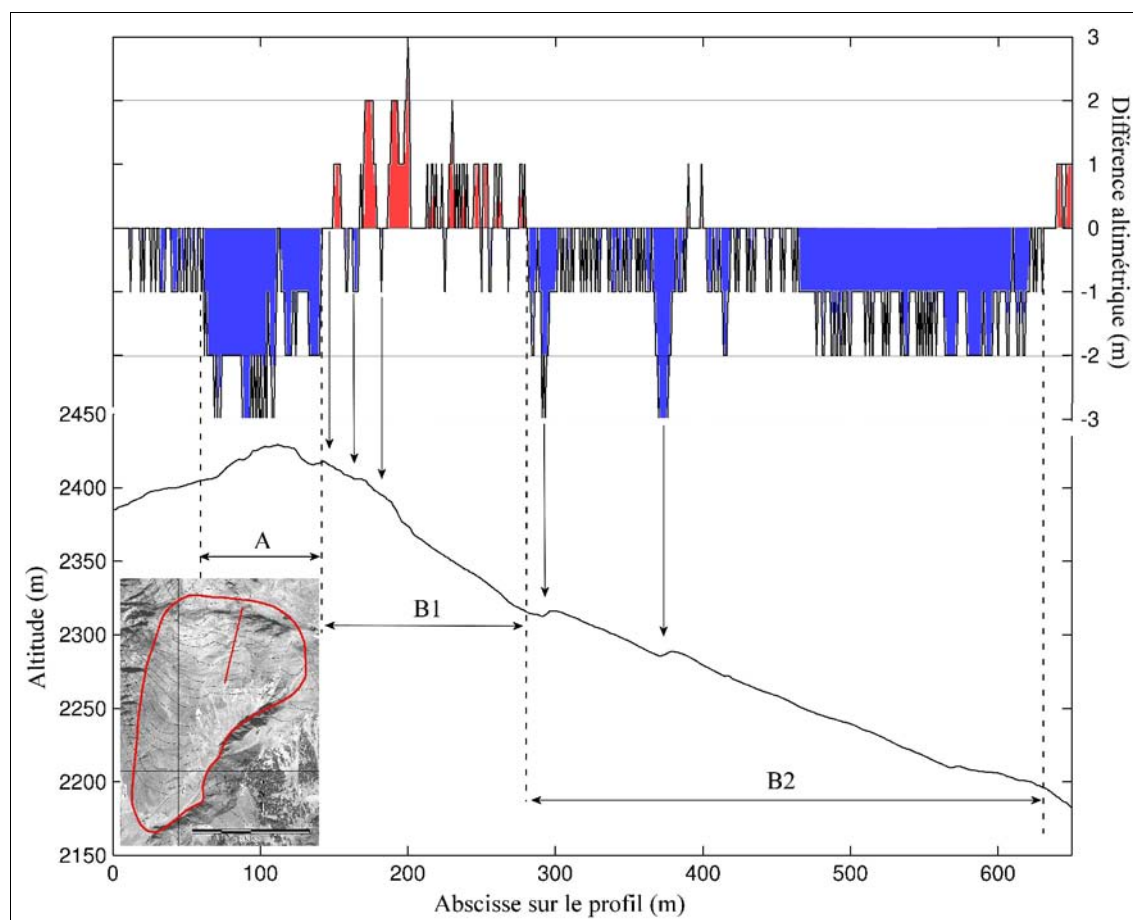 3
2
1
0
-1
-2
-3
Différence altimétrique (m)
2450
2400
2350
2300
2250
2200
2150
Altitude (m)
A
B1
B2
0 100 200 300 400 500 600
Abscisse sur le profil (m)